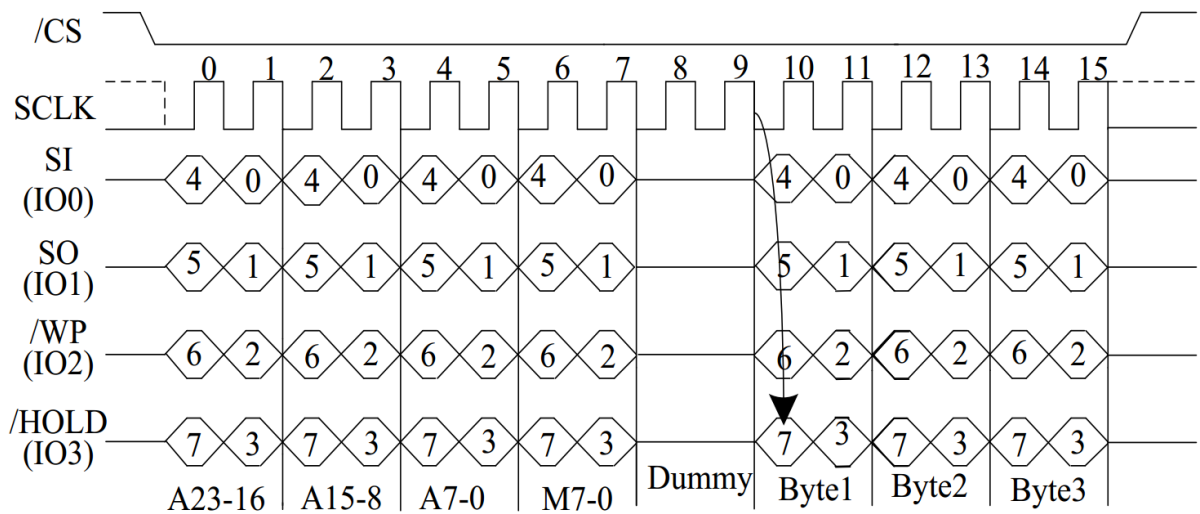 /CS
0 1 2 3 4 5 6 7 8 9 10 11 12 13 14 15
SCLK
SI
(IO0)
4 0 4 0 4 0 4 0 4 0 4 0 4 0
SO
(IO1)
5 1 5 1 5 1 5 1 5 1 5 1 5 1
/WP
(IO2)
6 2 6 2 6 2 6 2 6 2 6 2 6 2
/HOLD
(IO3)
7 3 7 3 7 3 7 3 7 3 7 3 7 3
A23-16 A15-8 A7-0 M7-0 Dummy Byte1 Byte2 Byte3